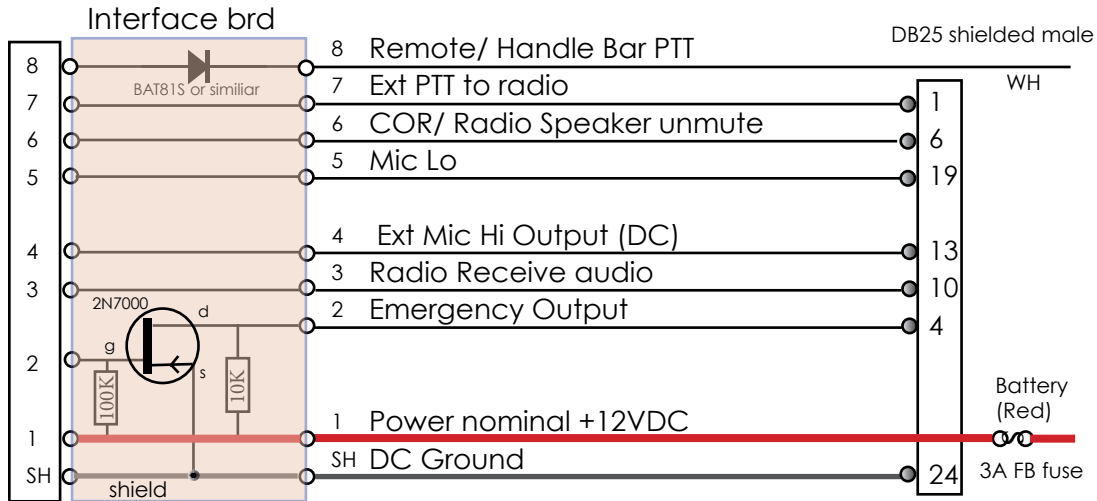 Interface brd
DB25 shielded male
8 BAT81S or similiar 8 Remote/ Handle Bar PTT WH
7 7 Ext PTT to radio 1
6 6 COR/ Radio Speaker unmute 6
5 5 Mic Lo 19
4 4 Ext Mic Hi Output (DC) 13
3 3 Radio Receive audio 10
2N7000 d 2 Emergency Output 4
2 g s
100K 10K
Battery
(Red)
1 1 Power nominal +12VDC
SH shield SH DC Ground 24 3A FB fuse